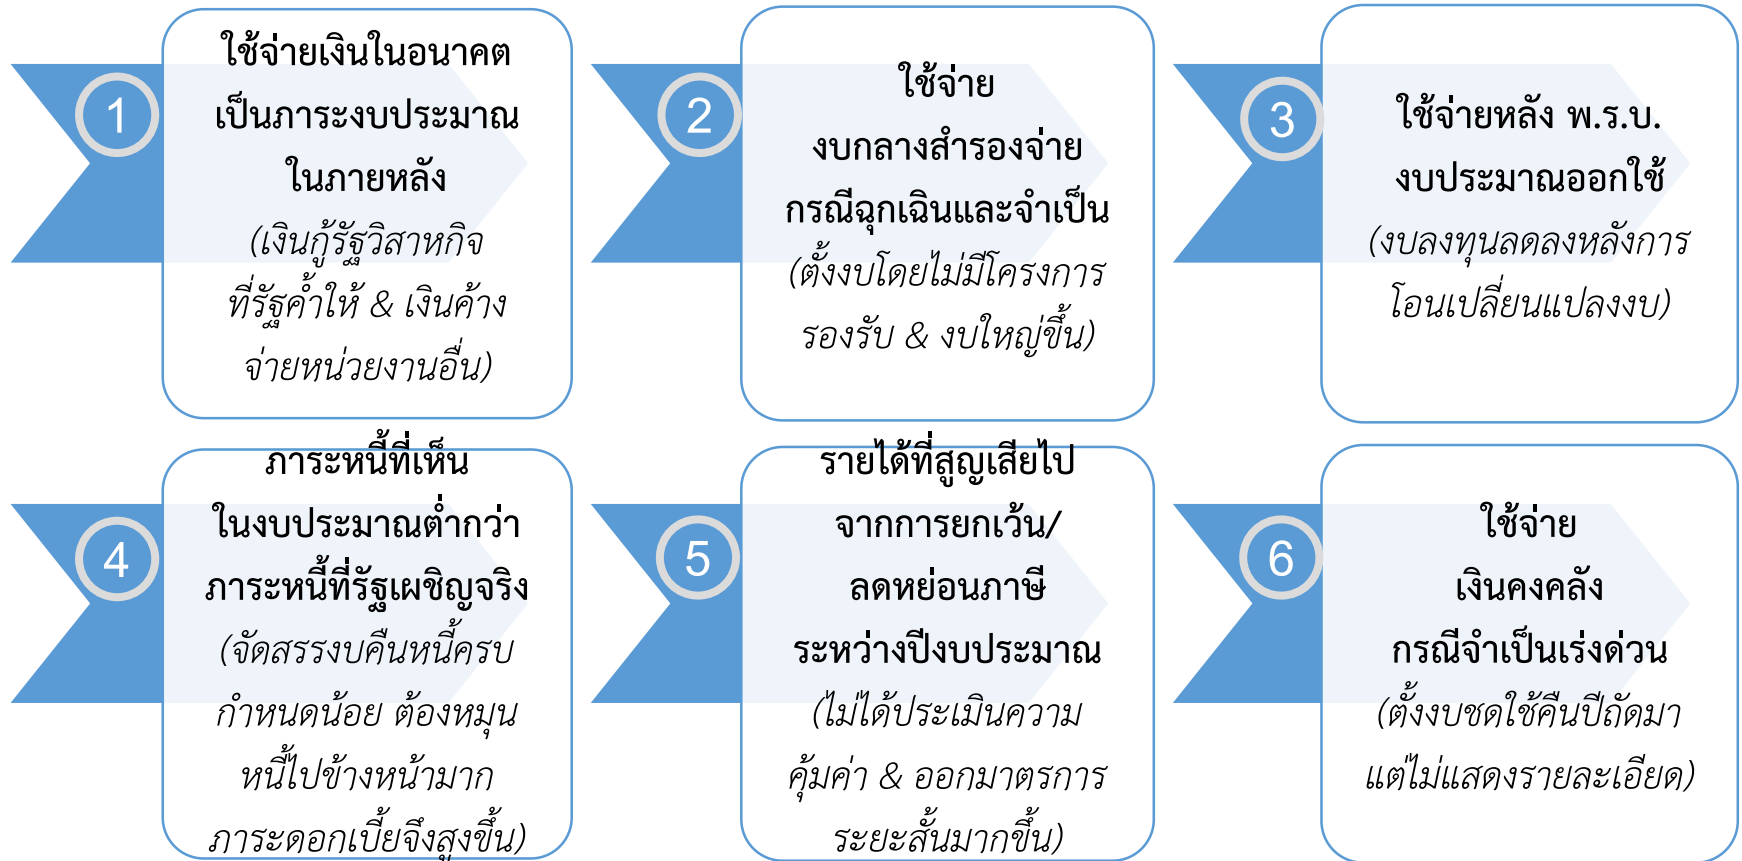 1
ใช้จ่ายเงินในอนาคต
เป็นภาระงบประมาณ
ในภายหลัง
(เงินกู้รัฐวิสาหกิจ
ที่รัฐค้ำให้ & เงินค้าง
จ่ายหน่วยงานอื่น)
2
ใช้จ่าย
งบกลางสำรองจ่าย
กรณีฉุกเฉินและจำเป็น
(ตั้งงบโดยไม่มีโครงการ
รองรับ & งบใหญ่ขึ้น)
3
ใช้จ่ายหลัง พ.ร.บ.
งบประมาณออกใช้
(งบลงทุนลดลงหลังการ
โอนเปลี่ยนแปลงงบ)
4
ภาระหนี้ที่เห็น
ในงบประมาณต่ำกว่า
ภาระหนี้ที่รัฐเผชิญจริง
(จัดสรรงบคืนหนี้ครบ
กำหนดน้อย ต้องหมุน
หนี้ไปข้างหน้ามาก
ภาระดอกเบี้ยจึงสูงขึ้น)
5
รายได้ที่สูญเสียไป
จากการยกเว้น/
ลดหย่อนภาษี
ระหว่างปีงบประมาณ
(ไม่ได้ประเมินความ
คุ้มค่า & ออกมาตรการ
ระยะสั้นมากขึ้น)
6
ใช้จ่าย
เงินคงคลัง
กรณีจำเป็นเร่งด่วน
(ตั้งงบชดใช้คืนปีถัดมา
แต่ไม่แสดงรายละเอียด)